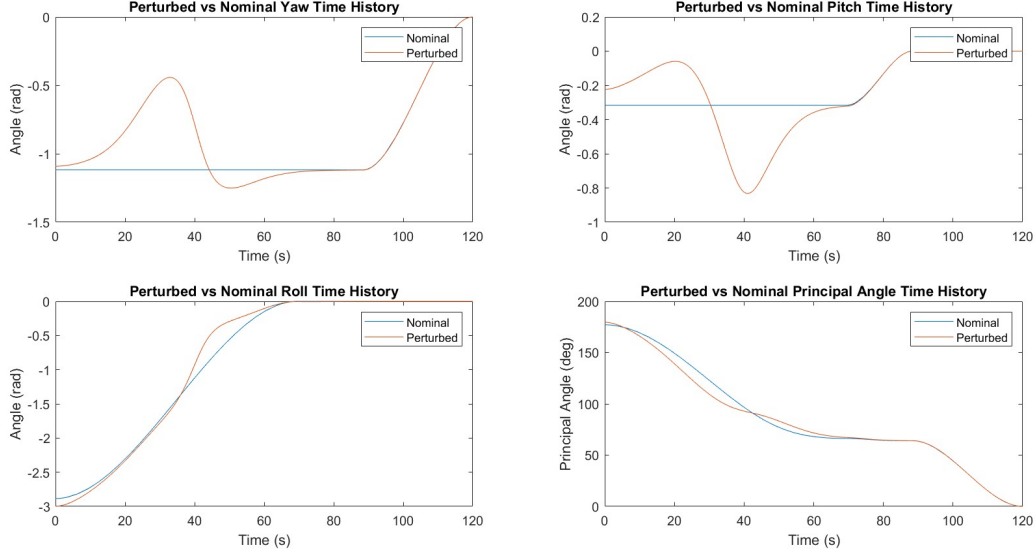 Perturbed vs Nominal Yaw Time History
0
-0.5
-1
-1.5
Angle (rad)
0 20 40 60 80 100 120
Time (s)
Nominal
Perturbed
Perturbed vs Nominal Pitch Time History
0.2
0
-0.2
-0.4
-0.6
-0.8
-1
Angle (rad)
0 20 40 60 80 100 120
Time (s)
Nominal
Perturbed
Perturbed vs Nominal Roll Time History
0
-0.5
-1
-1.5
-2
-2.5
-3
Angle (rad)
0 20 40 60 80 100 120
Time (s)
Nominal
Perturbed
Perturbed vs Nominal Principal Angle Time History
200
150
100
50
0
Principal Angle (deg)
0 20 40 60 80 100 120
Time (s)
Nominal
Perturbed